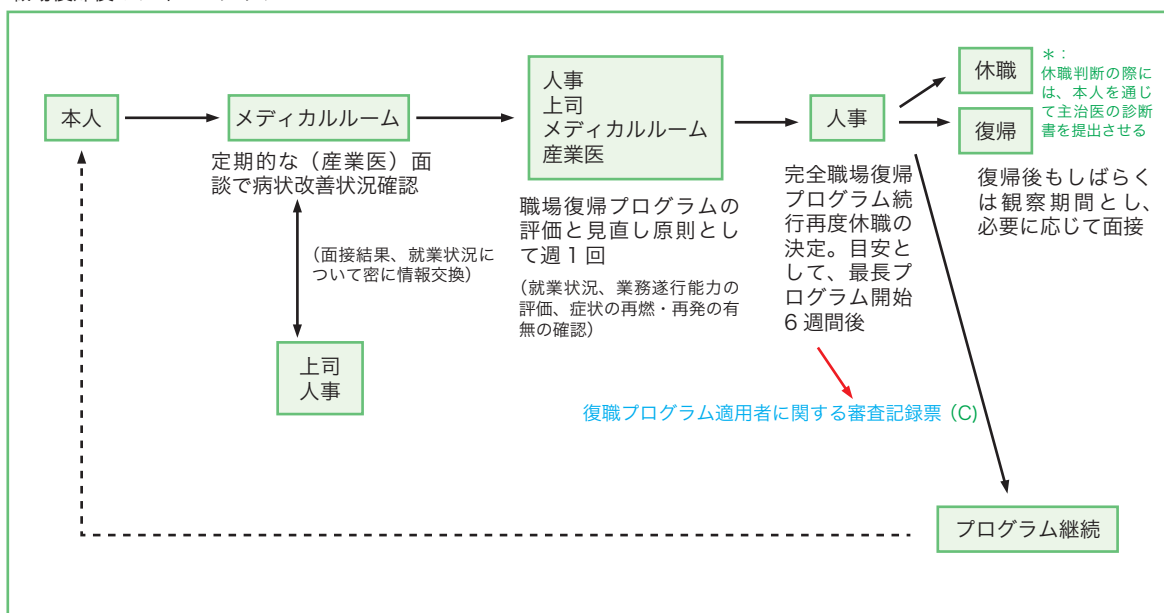 本人
メディカルルーム
定期的な（産業医）面
談で病状改善状況確認
（面接結果、就業状況に
ついて密に情報交換）
上司
人事
人事
上司
メディカルルーム
産業医
職場復帰プログラムの
評価と見直し原則とし
て週１回
（就業状況、業務遂行能力の
評価、症状の再燃・再発の有
無の確認）
人事
完全職場復帰
プログラム続
行再度休職の
決定。目安と
して、最長プ
ログラム開始
6 週間後
復職プログラム適用者に関する審査記録票 (C)
休職
＊：
休職判断の際に
は、本人を通じ
て主治医の診断
書を提出させる
復帰
復帰後もしばらく
は観察期間とし、
必要に応じて面接
プログラム継続